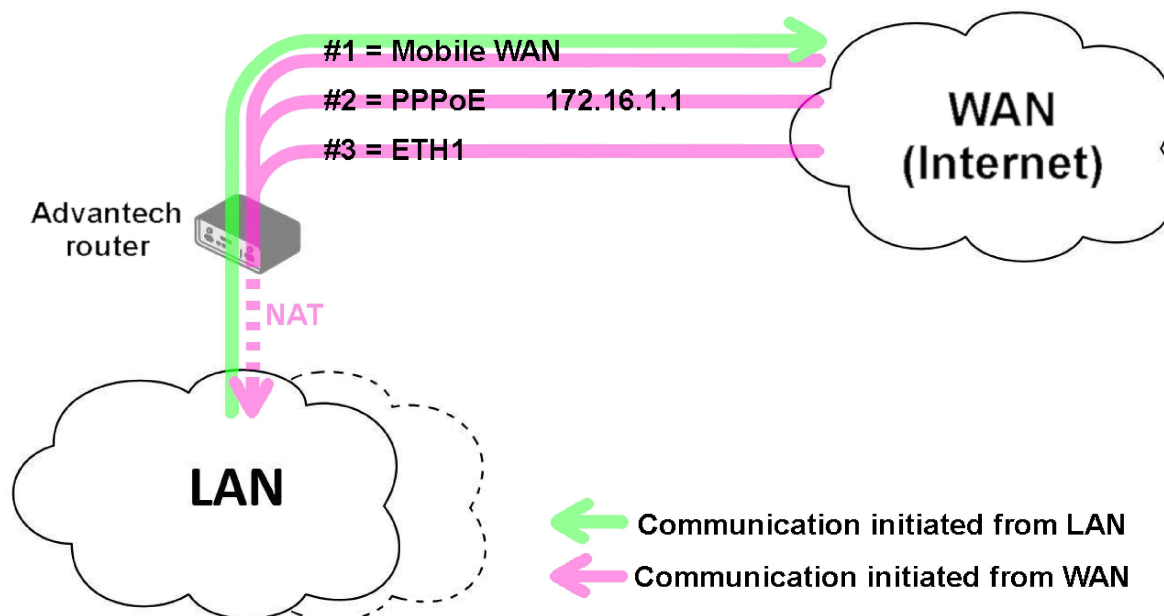 #1 = Mobile WAN
#2 = PPPoE 172.16.1.1
#3 = ETH1
WAN
(Internet)
Advantech
router
NAT
LAN
Communication initiated from LAN
Communication initiated from WAN